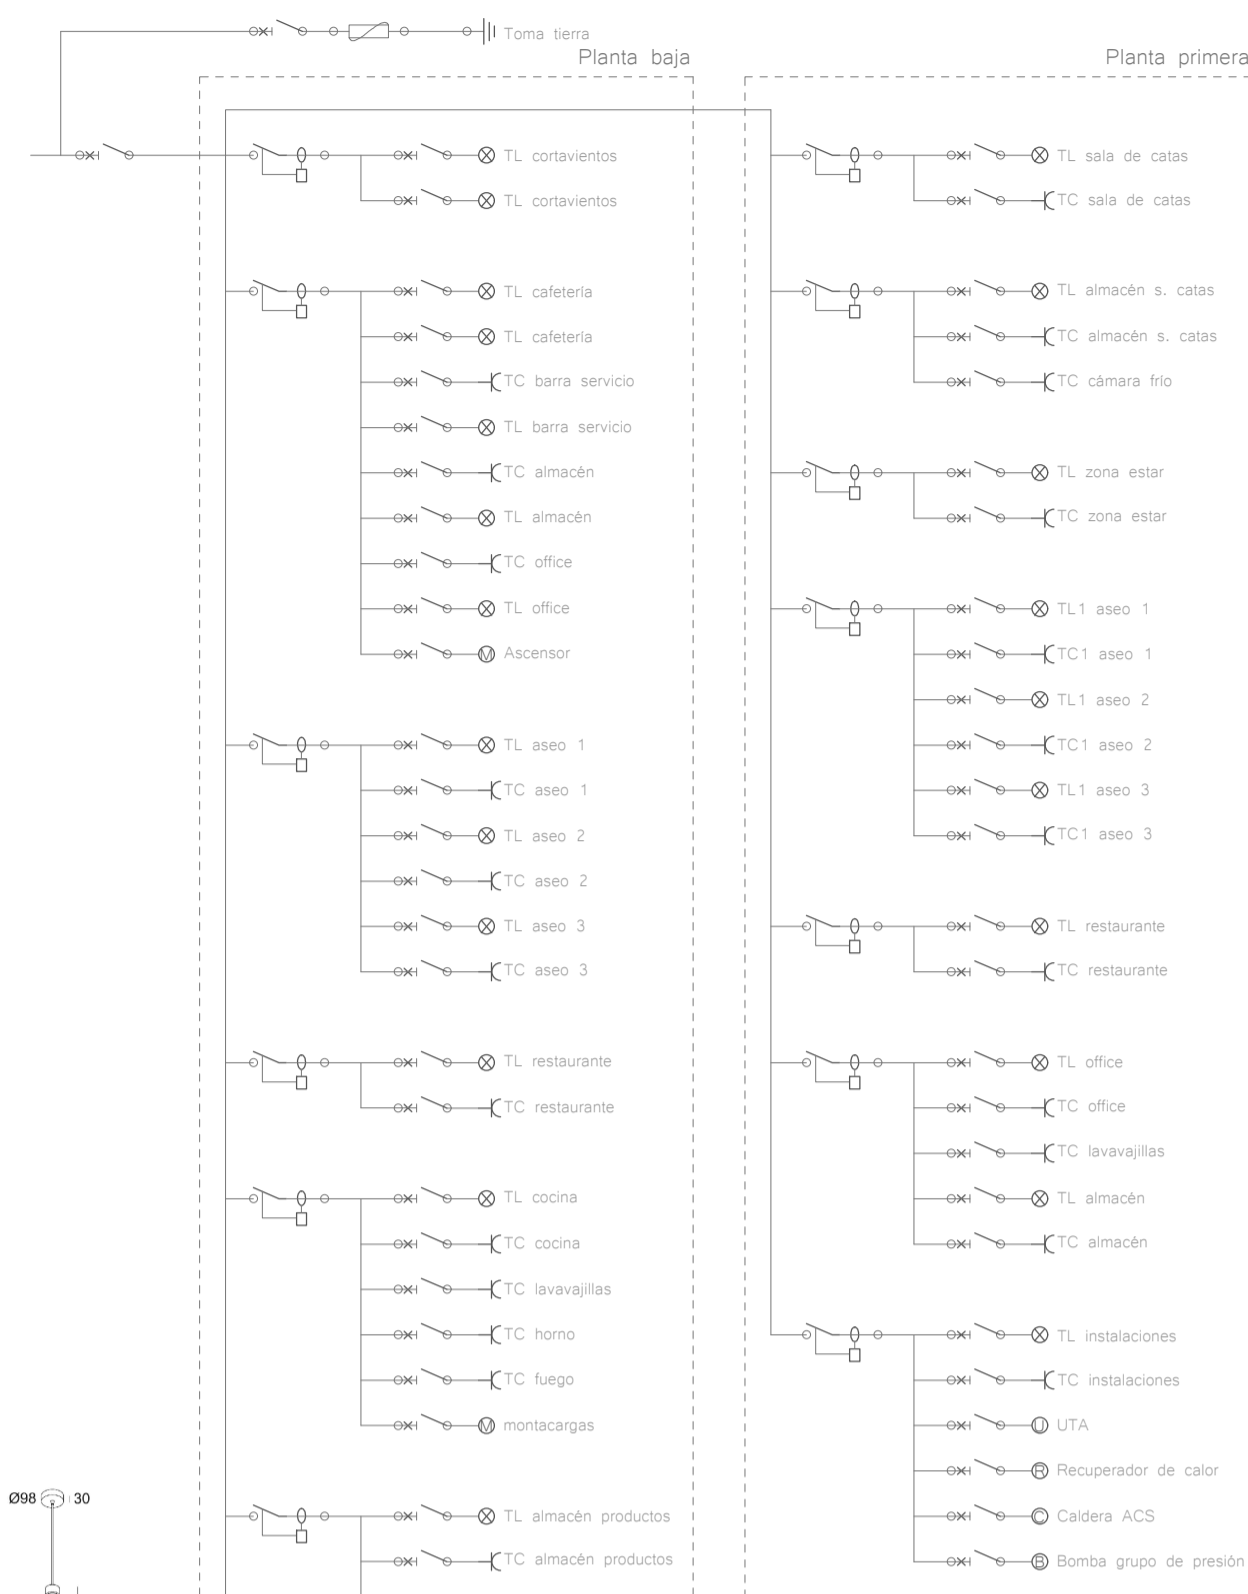 Toma tierra
Planta baja
TL cortavientos
TL cortavientos
TL cafetería
TL cafetería
TC barra servicio
TL barra servicio
TC almacén
TL almacén
TC office
TL office
M Ascensor
TL aseo 1
TC aseo 1
TL aseo 2
TC aseo 2
TL aseo 3
TC aseo 3
TL restaurante
TC restaurante
TL cocina
TC cocina
TC lavavajillas
TC horno
TC fuego
M montacargas
TL almacén productos
TC almacén productos
Planta primera
TL sala de catas
TC sala de catas
TL almacén s. catas
TC almacén s. catas
TC cámara frío
TL zona estar
TC zona estar
TL1 aseo 1
TC1 aseo 1
TL1 aseo 2
TC1 aseo 2
TL1 aseo 3
TC1 aseo 3
TL restaurante
TC restaurante
TL office
TC office
TC lavavajillas
TL almacén
TC almacén
TL instalaciones
TC instalaciones
U UTA
R Recuperador de calor
C Caldera ACS
B Bomba grupo de presión
Ø98 30